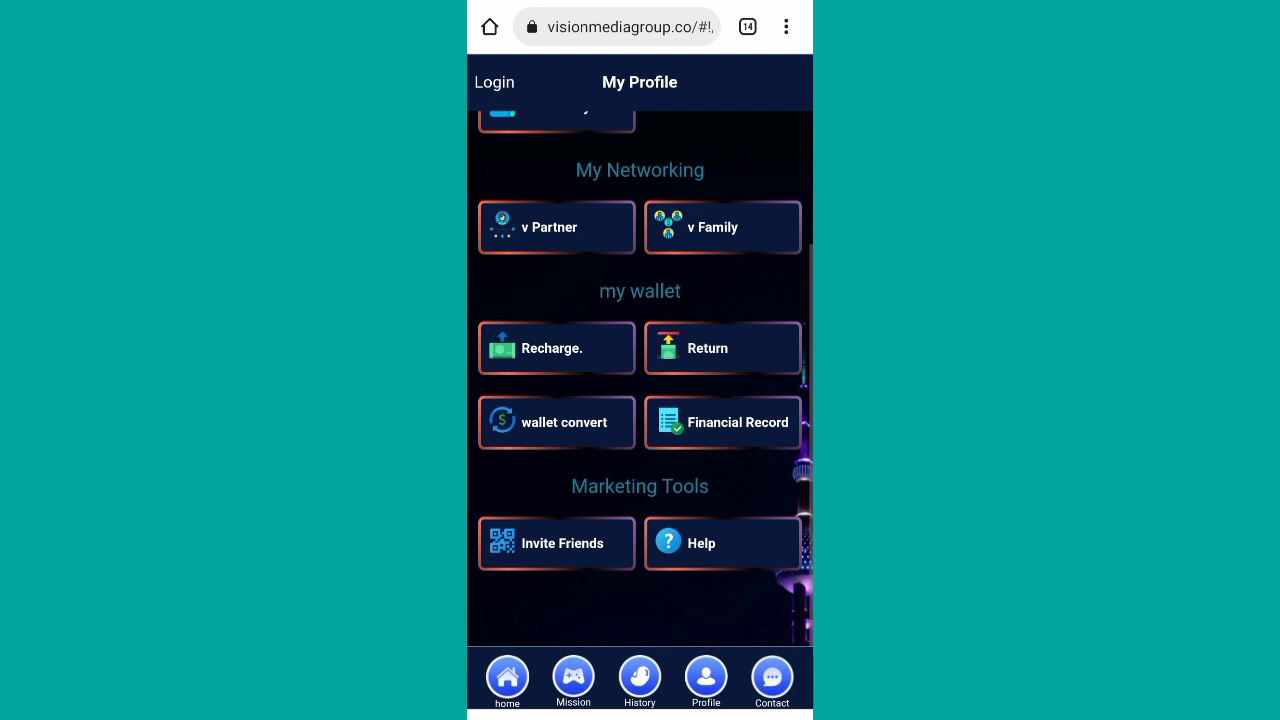 visionmediagroup.co/#!
14
Login
My Profile
My Networking
v Partner
v Family
my wallet
Recharge.
Return
wallet convert
Financial Record
Marketing Tools
Invite Friends
Help
home
Mission
History
Profile
Contact